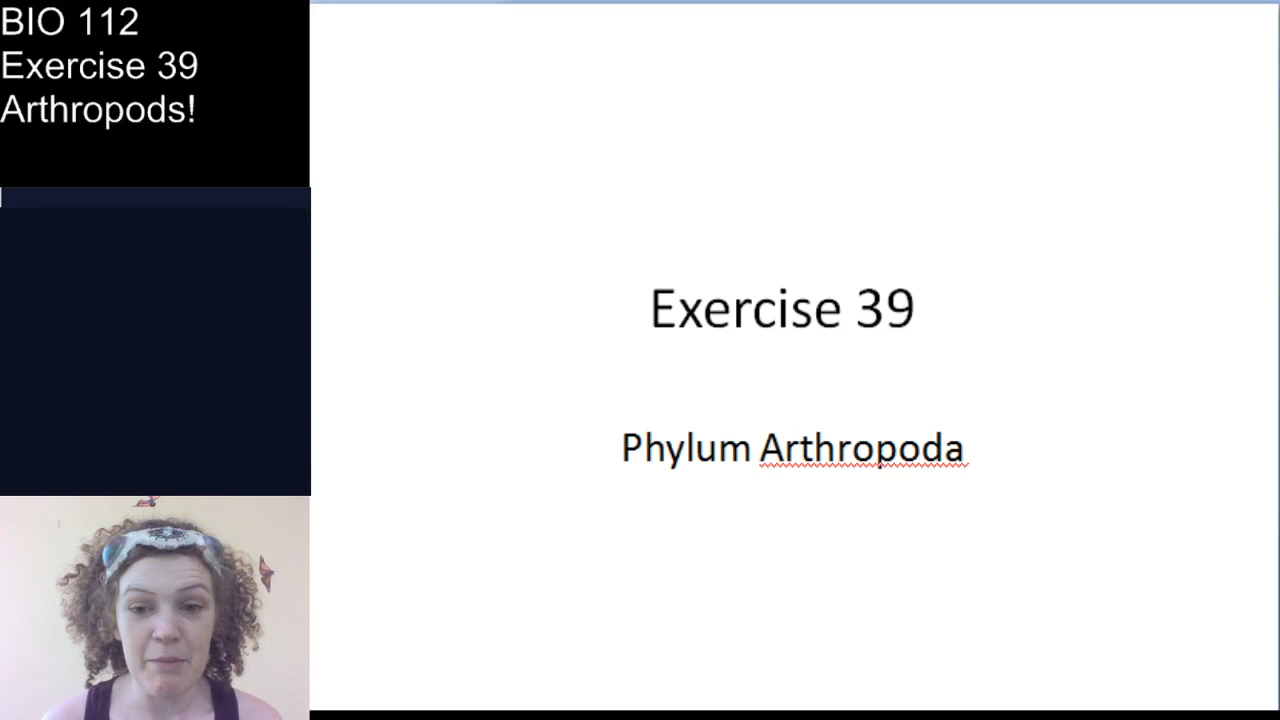 BIO 112
Exercise 39
Arthropods!
Exercise 39
Phylum Arthropoda